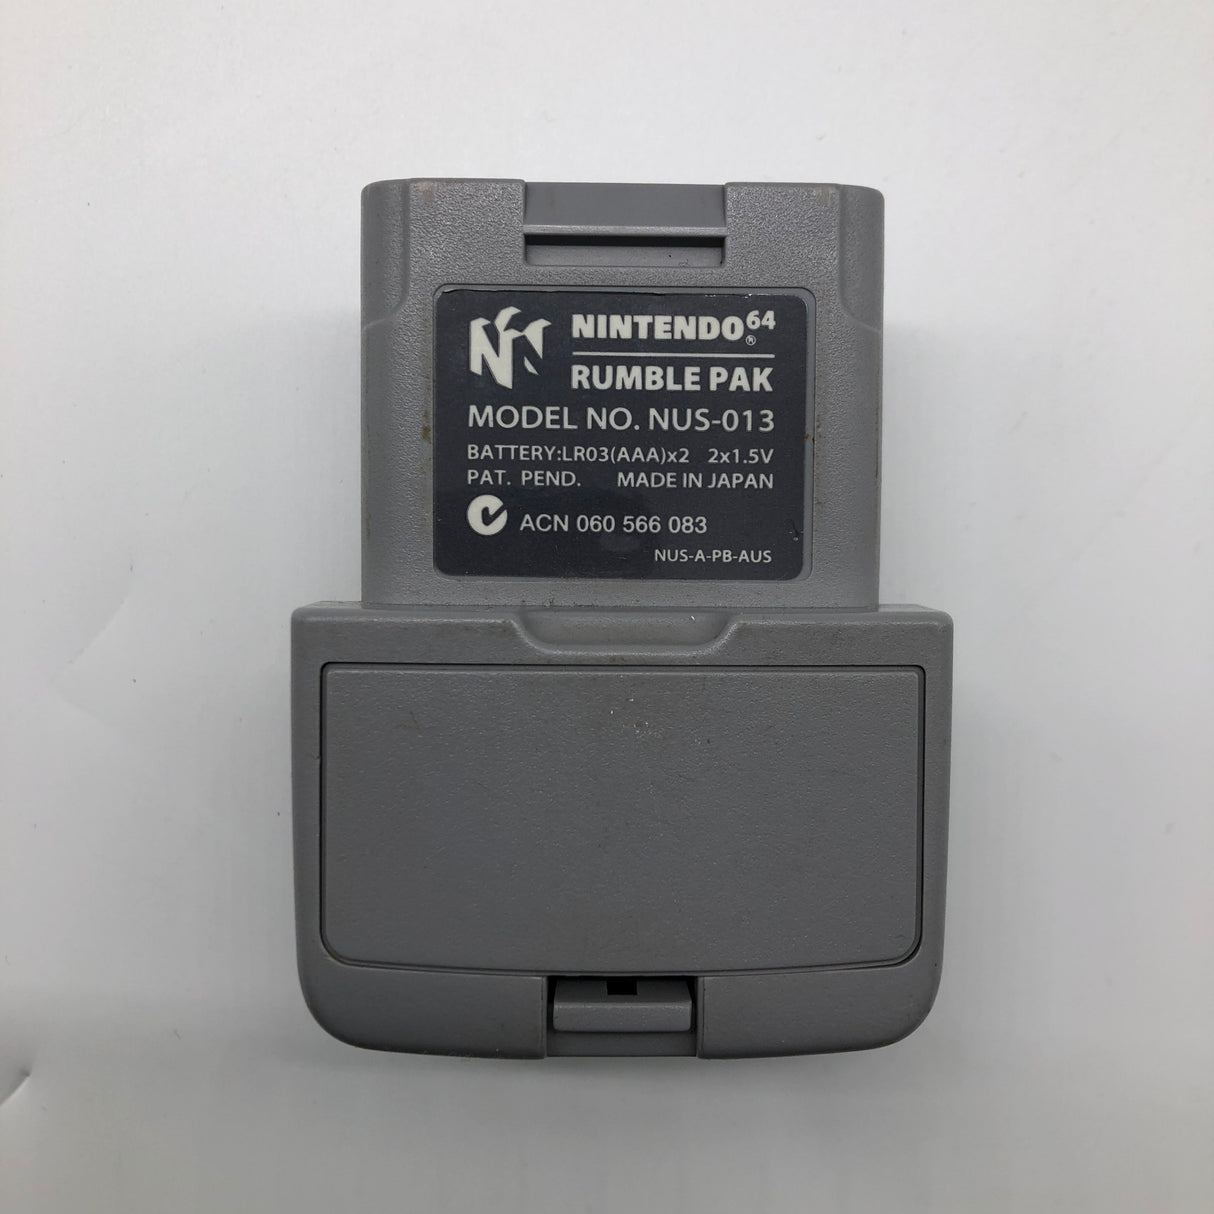 NINTENDO64®
RUMBLE PAK
MODEL NO. NUS-013
BATTERY:LR03(AAA)x2 2x1.5V
PAT. PEND. MADE IN JAPAN
ACN 060 566 083
NUS-A-PB-AUS